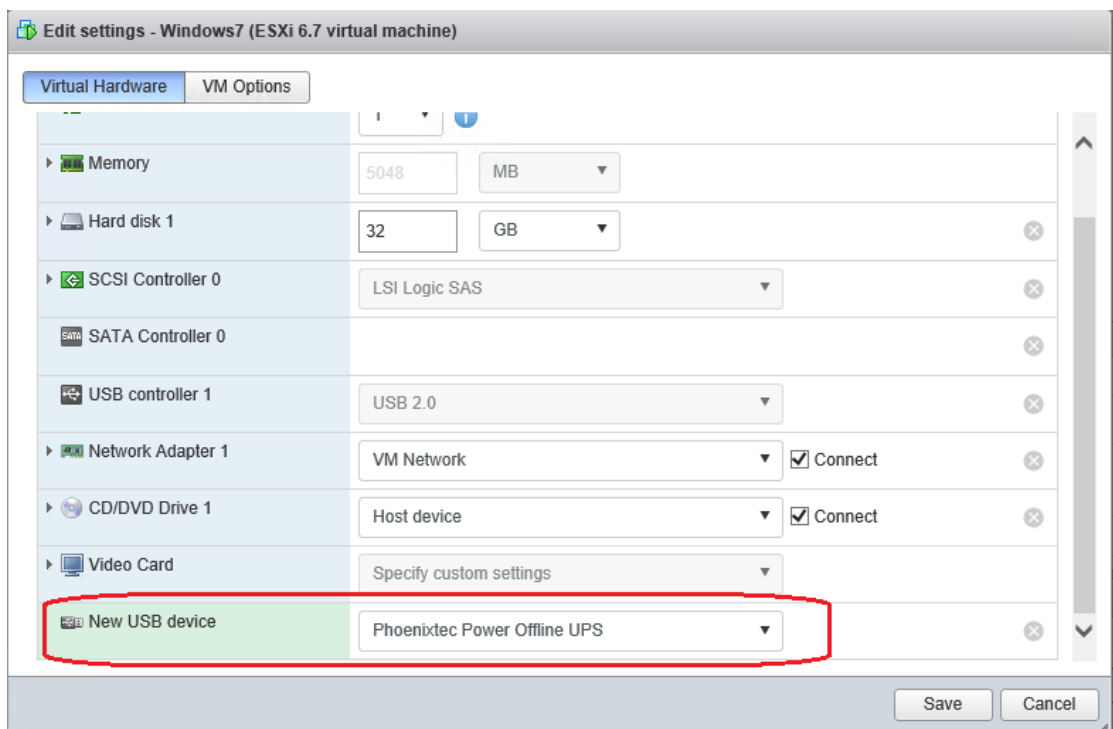 Edit settings - Windows7 (ESXi 6.7 virtual machine)
Virtual Hardware VM Options
Memory 5048 MB
Hard disk 1 32 GB
SCSI Controller 0 LSI Logic SAS
SATA SATA Controller 0
USB controller 1 USB 2.0
Network Adapter 1 VM Network Connect
CD/DVD Drive 1 Host device Connect
Video Card Specify custom settings
New USB device Phoenixtec Power Offline UPS
Save Cancel